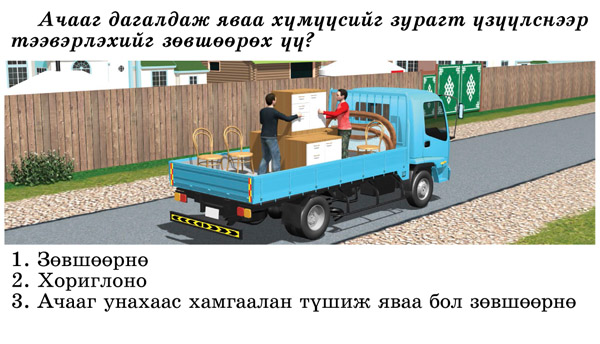 Ачааг дагалдаж яваа хүмүүсийг зурагт үзүүлснээр
тээвэрлэхийг зөвшөөрөх үү?
1. Зөвшөөрнө
2. Хориглоно
3. Ачааг унахаас хамгаалан түшиж яваа бол зөвшөөрнө